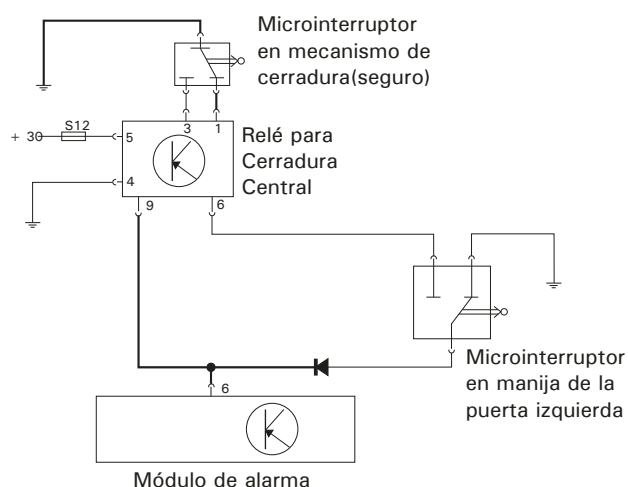 Microinterruptor
en mecanismo de
cerradura(seguro)
3 1
+ 30 S12 5
Relé para
Cerradura
Central
4
9 6
Microinterruptor
en manija de la
puerta izquierda
6
Módulo de alarma